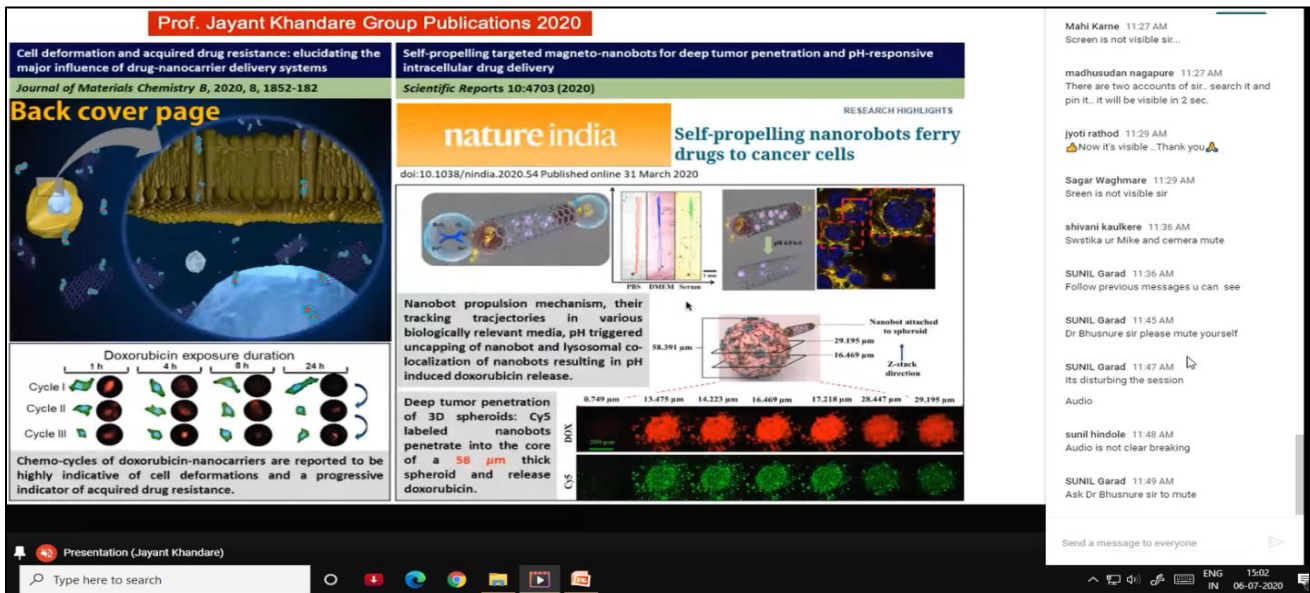 Prof. Jayant Khandare Group Publications 2020
Cell deformation and acquired drug resistance: elucidating the
major influence of drug-nanocarrier delivery systems
Journal of Materials Chemistry B, 2020, 8, 1852-182
Back cover page
Doxorubicin exposure duration
1 h 4 h 8 h 24 h
Cycle I
Cycle II
Cycle III
Chemo-cycles of doxorubicin-nanocarriers are reported to be
highly indicative of cell deformations and a progressive
indicator of acquired drug resistance.
Self-propelling targeted magneto-nanobots for deep tumor penetration and pH-responsive
intracellular drug delivery
Scientific Reports 10:4703 (2020)
nature india
RESEARCH HIGHLIGHTS
Self-propelling nanorobots ferry
drugs to cancer cells
doi:10.1038/nindia.2020.54 Published online 31 March 2020
PBS DMEM Serum
Nanobot propulsion mechanism, their
tracking trajectories in various
biologically relevant media, pH triggered
uncapping of nanobot and lysosomal co-
localization of nanobots resulting in pH
induced doxorubicin release.
58.391 μm
Nanobot attached
to spheroid
29.195 μm
16.469 μm
Z-stack
direction
Deep tumor penetration
of 3D spheroids: Cy5
labeled nanobots
penetrate into the core
of a 58 μm thick
spheroid and release
doxorubicin.
0.749 μm 13.475 μm 14.223 μm 16.469 μm 17.218 μm 28.447 μm 29.195 μm
DOX
Cy5
Mahi Karne 11:27 AM
Screen is not visible sir...
madhusudan nagapure 11:27 AM
There are two accounts of sir.. search it and
pin it.. it will be visible in 2 sec.
jyoti rathod 11:29 AM
👍Now it's visible ..Thank you🙏
Sagar Waghmare 11:29 AM
Sreen is not visible sir
shivani kaulkere 11:36 AM
Swstika ur Mike and cemera mute
SUNIL Garad 11:36 AM
Follow previous messages u can see
SUNIL Garad 11:45 AM
Dr Bhusnure sir please mute yourself
SUNIL Garad 11:47 AM
Its disturbing the session
Audio
sunil hindole 11:48 AM
Audio is not clear breaking
SUNIL Garad 11:49 AM
Ask Dr Bhusnure sir to mute
Send a message to everyone
Presentation (Jayant Khandare)
Type here to search
ENG
IN
15:02
06-07-2020